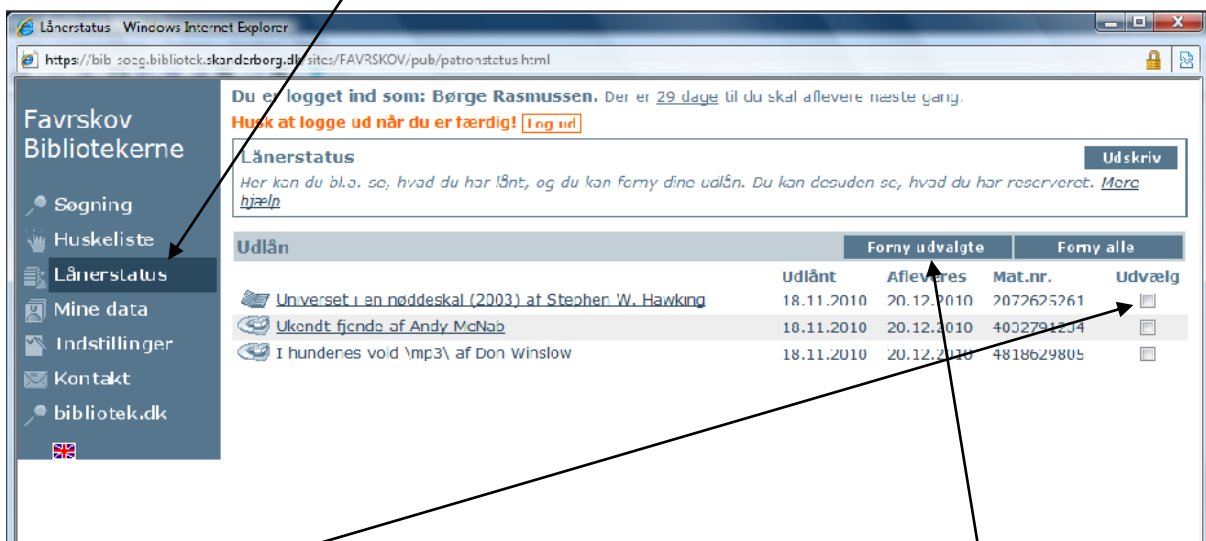 Lånerstatus Windows Internet Explorer
https://bib soeg.bibliotek.skanderborg.dk/sites/FAVRSKOV/pub/patronstatus.html
Favrskov
Bibliotekerne
Søgning
Huskeliste
Lånerstatus
Mine data
Indstillinger
Kontakt
bibliotek.dk
Du er logget ind som: Børge Rasmussen. Der er 29 dage til du skal aflevere næste gang.
Husk at logge ud når du er færdig! Log ud
Lånerstatus Udskriv
Her kan du bl.a. se, hvad du har lånt, og du kan forny dine udlån. Du kan desuden se, hvad du har reserveret. Mere
hjælp
Udlån Forny udvalgte Forny alle
Udlånt Afleveres Mat.nr. Udvælg
Universet i en nøddeskal (2003) af Stephen W. Hawking 18.11.2010 20.12.2010 2072625261
Ukendt fjende af Andy McNab 18.11.2010 20.12.2010 4032791234
I hundenes vold \mp3\ af Don Winslow 18.11.2010 20.12.2010 4818629805